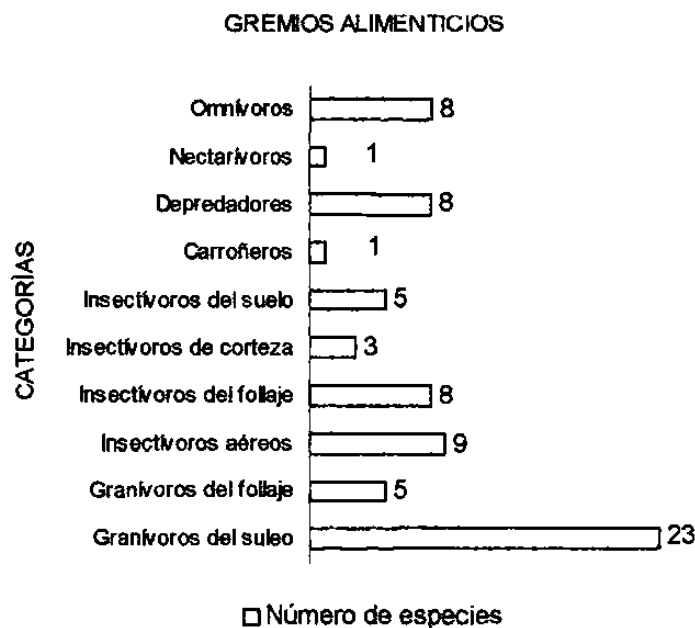 GREMIOS ALIMENTICIOS
CATEGORÍAS
Omnívoros 8
Nectarívoros 1
Depredadores 8
Carroñeros 1
Insectívoros del suelo 5
Insectívoros de corteza 3
Insectívoros del follaje 8
Insectívoros aéreos 9
Granívoros del follaje 5
Granívoros del suleo 23
Número de especies